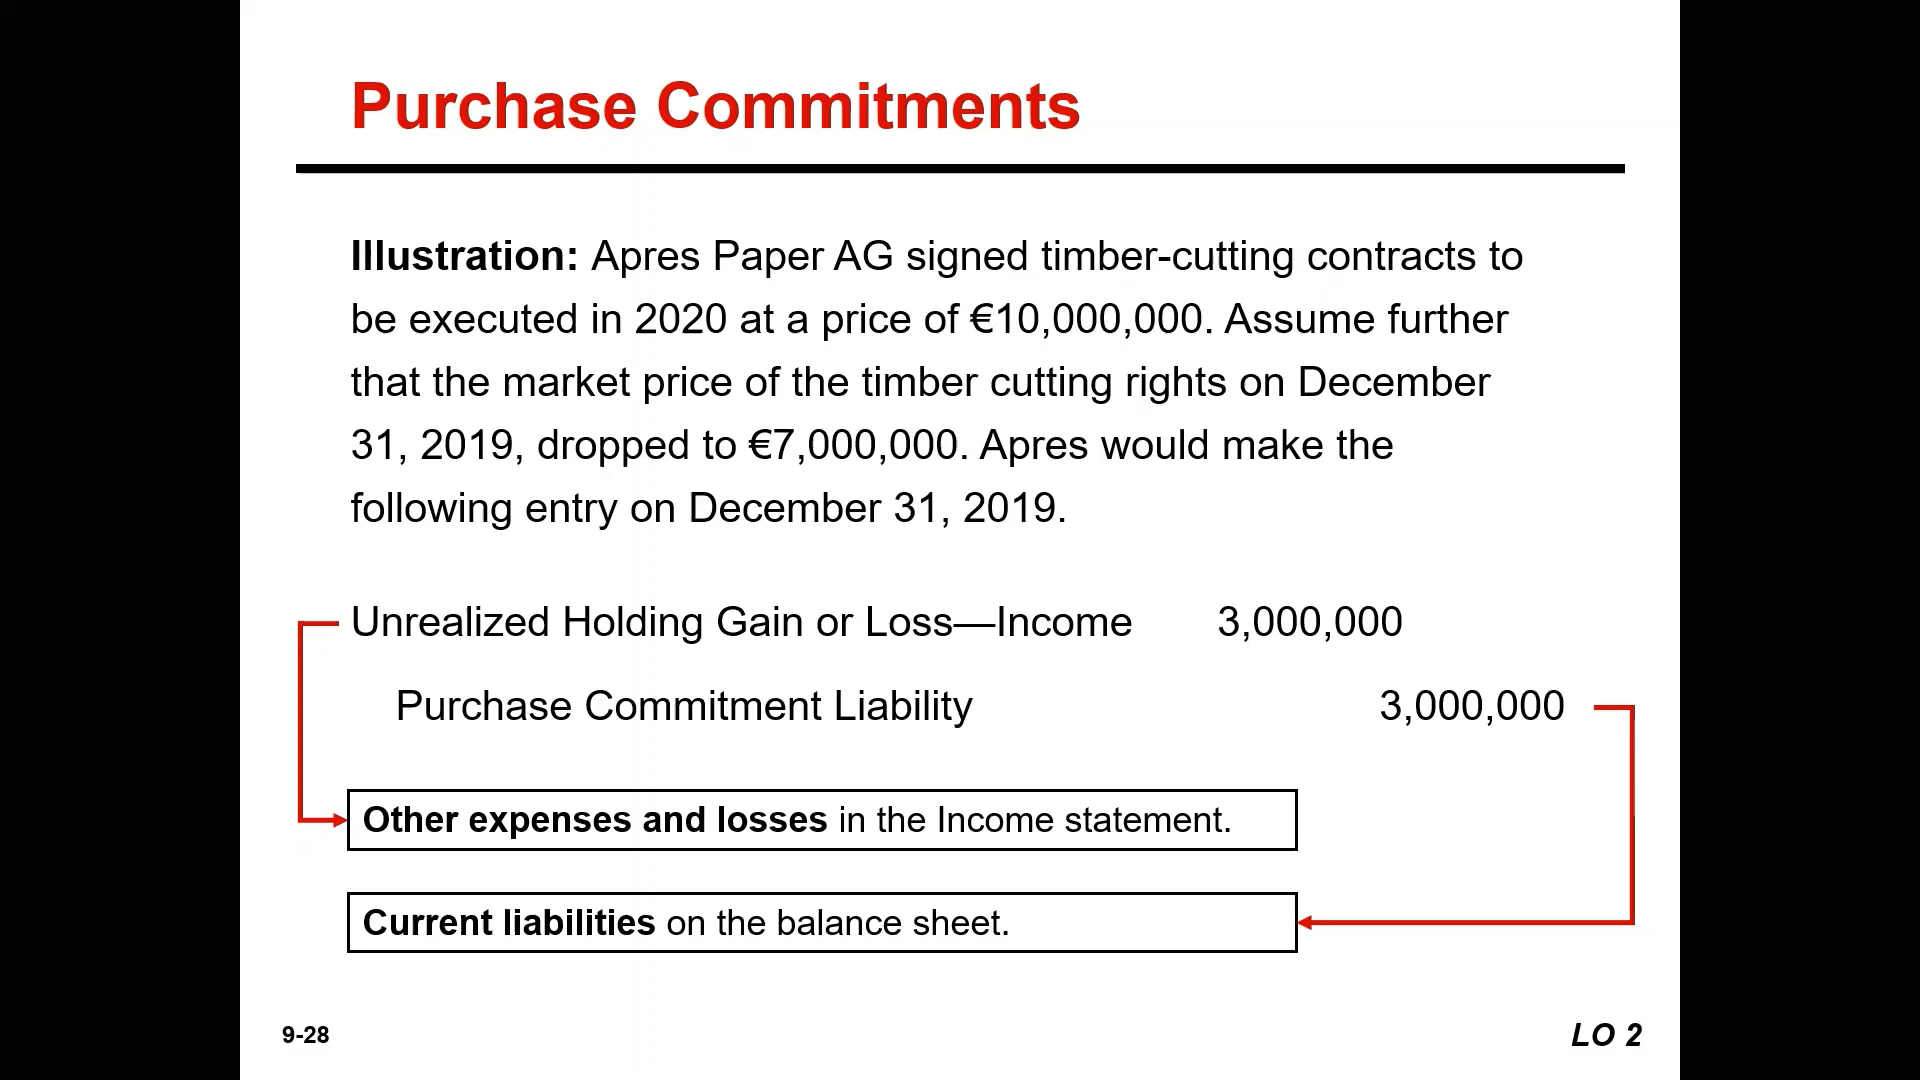 Purchase Commitments
Illustration: Apres Paper AG signed timber-cutting contracts to
be executed in 2020 at a price of €10,000,000. Assume further
that the market price of the timber cutting rights on December
31, 2019, dropped to €7,000,000. Apres would make the
following entry on December 31, 2019.
Unrealized Holding Gain or Loss—Income 3,000,000
Purchase Commitment Liability 3,000,000
Other expenses and losses in the Income statement.
Current liabilities on the balance sheet.
9-28 LO 2